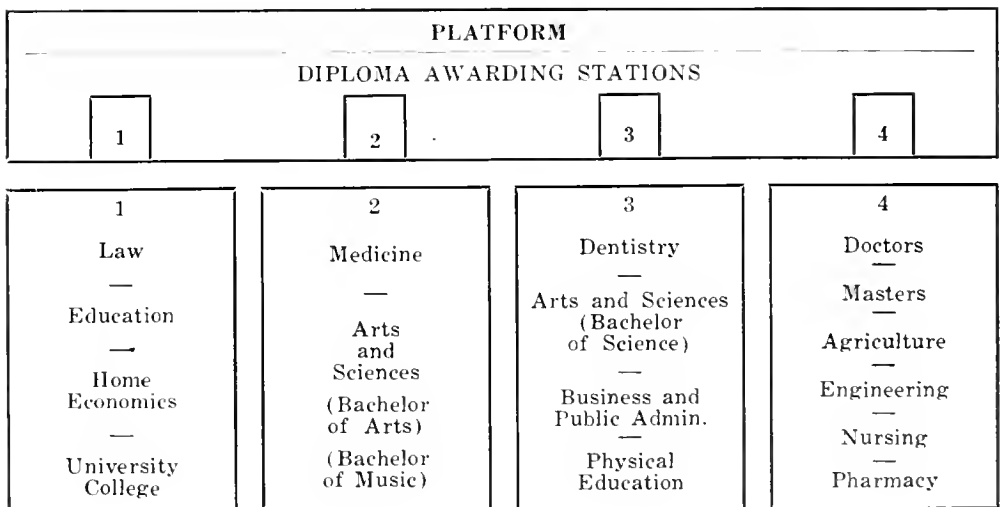 PLATFORM
DIPLOMA AWARDING STATIONS
1
2
3
4
1
Law
—
Education
—
Home
Economics
—
University
College
2
Medicine
—
Arts
and
Sciences
(Bachelor
of Arts)
(Bachelor
of Music)
3
Dentistry
—
Arts and Sciences
(Bachelor
of Science)
—
Business and
Public Admin.
—
Physical
Education
4
Doctors
—
Masters
—
Agriculture
—
Engineering
—
Nursing
—
Pharmacy